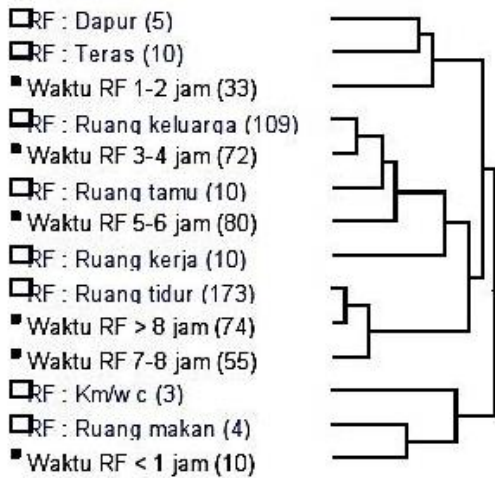 RF : Dapur (5)
RF : Teras (10)
Waktu RF 1-2 jam (33)
RF : Ruang keluarga (109)
Waktu RF 3-4 jam (72)
RF : Ruang tamu (10)
Waktu RF 5-6 jam (80)
RF : Ruang kerja (10)
RF : Ruang tidur (173)
Waktu RF > 8 jam (74)
Waktu RF 7-8 jam (55)
RF : Km/w c (3)
RF : Ruang makan (4)
Waktu RF < 1 jam (10)